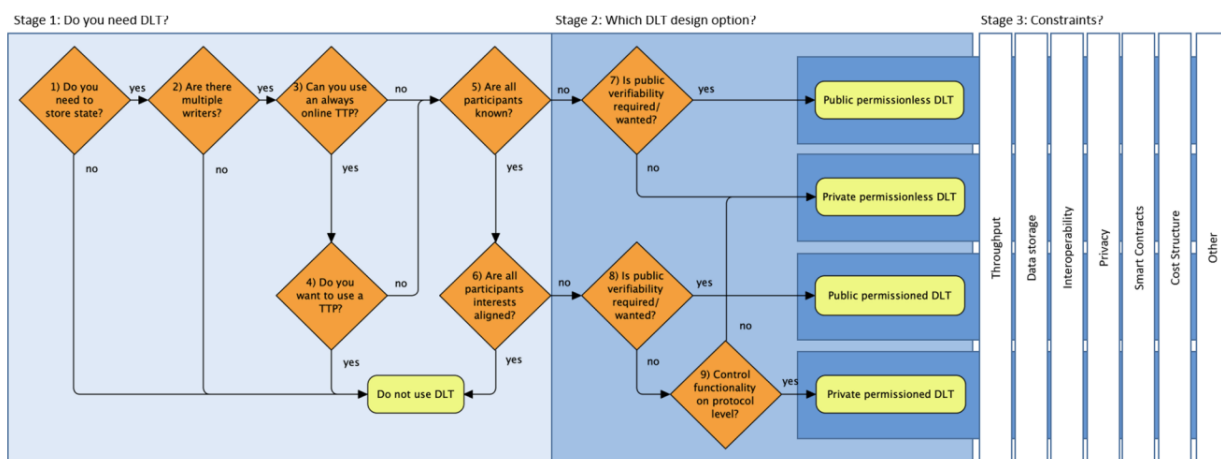 Stage 1: Do you need DLT?
Stage 2: Which DLT design option?
Stage 3: Constraints?
1) Do you
need to
store state?
yes
2) Are there
multiple
writers?
yes
3) Can you use
an always
online TTP?
no
5) Are all
participants
known?
no
7) Is public
verifiability
required/
wanted?
yes
Public permissionless DLT
no
no
yes
yes
no
Private permissionless DLT
4) Do you
want to use a
TTP?
no
6) Are all
participants
interests
aligned?
no
8) Is public
verifiability
required/
wanted?
yes
Public permissioned DLT
yes
yes
no
no
Do not use DLT
9) Control
functionality
on protocol
level?
yes
Private permissioned DLT
Throughput
Data storage
Interoperability
Privacy
Smart Contracts
Cost Structure
Other